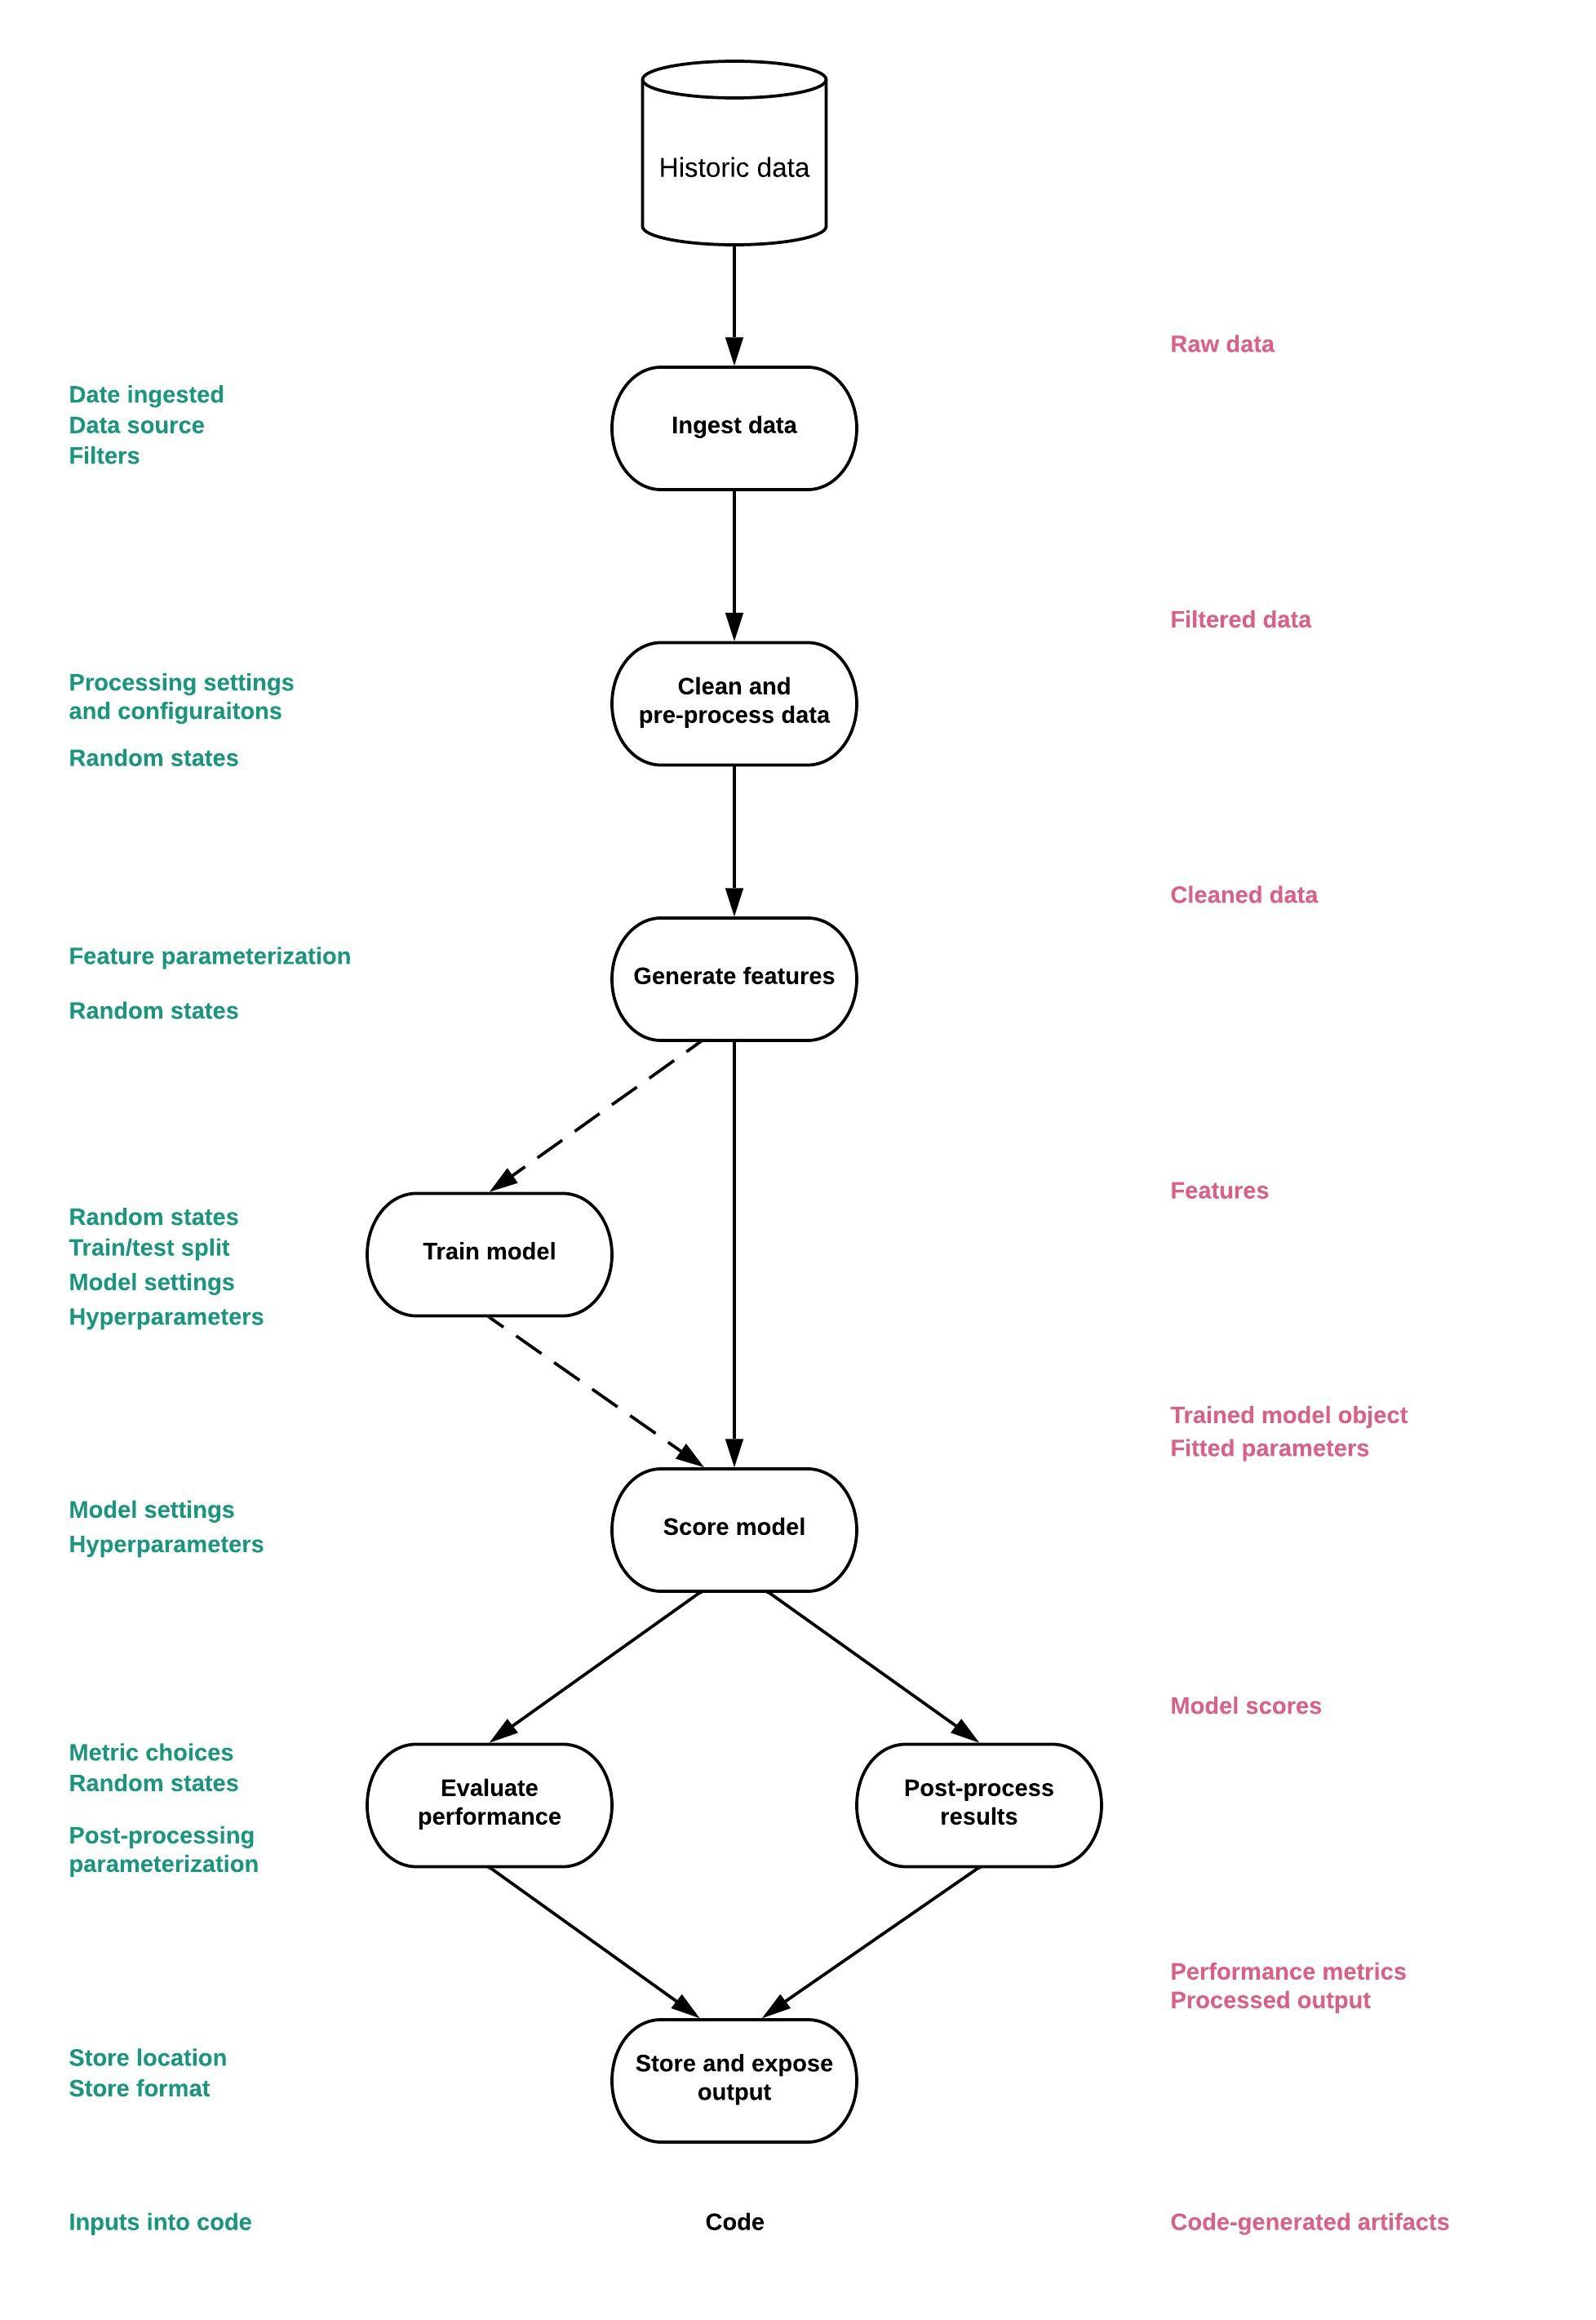 Historic data
Raw data
Date ingested
Data source
Filters
Ingest data
Filtered data
Processing settings
and configuraitons
Random states
Clean and
pre-process data
Cleaned data
Feature parameterization
Random states
Generate features
Features
Random states
Train/test split
Model settings
Hyperparameters
Train model
Trained model object
Fitted parameters
Model settings
Hyperparameters
Score model
Model scores
Metric choices
Random states
Post-processing
parameterization
Evaluate
performance
Post-process
results
Performance metrics
Processed output
Store location
Store format
Store and expose
output
Inputs into code
Code
Code-generated artifacts